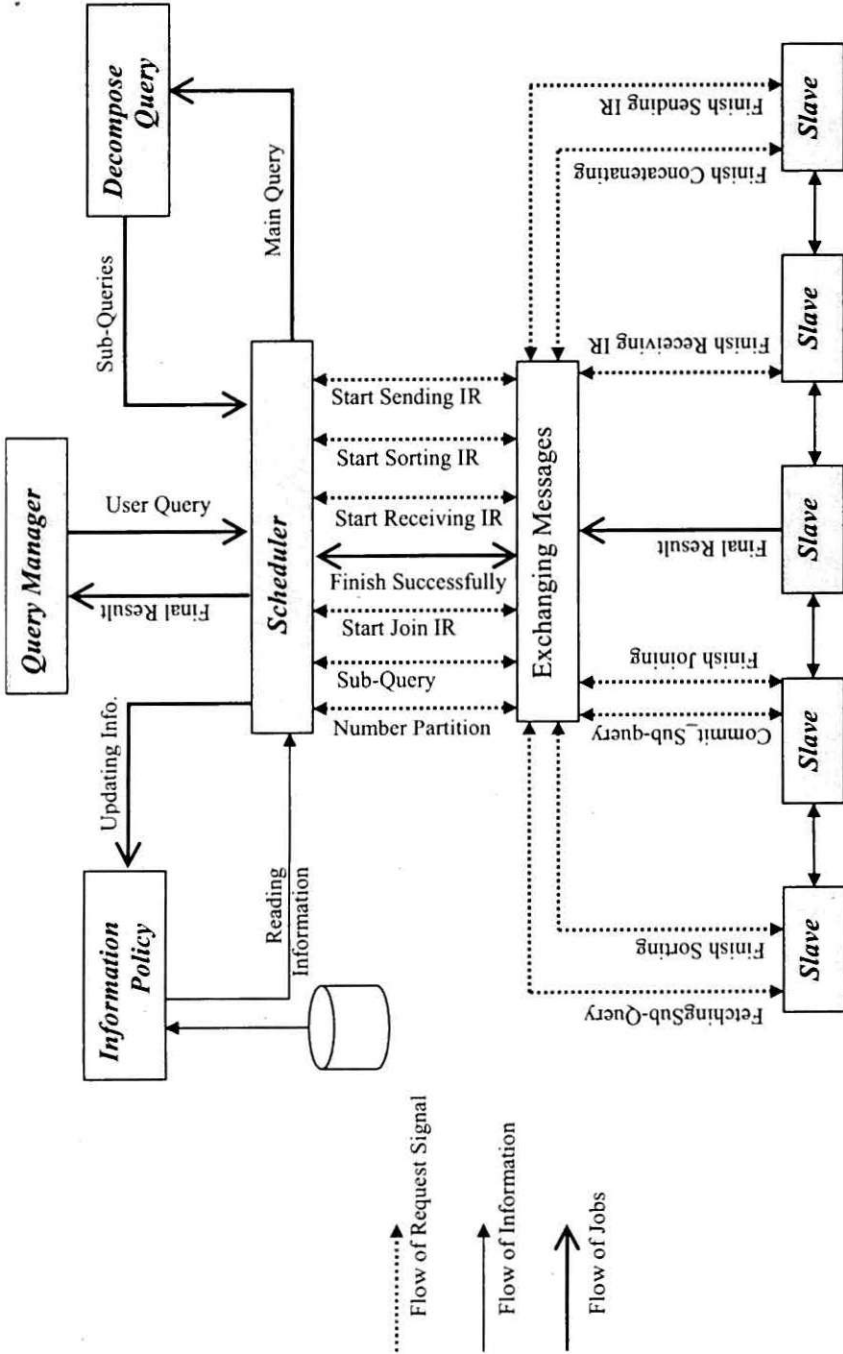 Query Manager
Information
Policy
Decompose
Query
Updating Info.
Final Result
User Query
Sub-Queries
Main Query
Reading
Information
Scheduler
Number Partition
Sub-Query
Start Join IR
Finish Successfully
Start Receiving IR
Start Sorting IR
Start Sending IR
Exchanging Messages
FetchingSub-Query
Finish Sorting
Commit_Sub-query
Finish Joining
Final Result
Finish Receiving IR
Finish Concatenating
Finish Sending IR
Slave
Slave
Slave
Slave
Slave
Flow of Request Signal
Flow of Information
Flow of Jobs